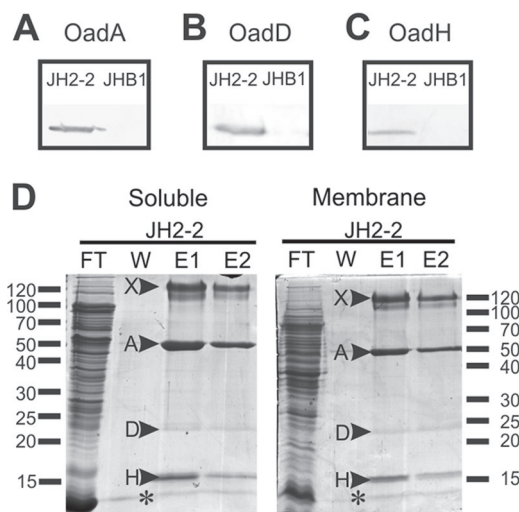 A OadA B OadD C OadH
JH2-2 JHB1 JH2-2 JHB1 JH2-2 JHB1
D Soluble Membrane
JH2-2 JH2-2
FT W E1 E2 FT W E1 E2
120 X X 120
100 100
70 70
50 A A 50
40 40
30 30
25 D D 25
20 20
15 H H 15
* *